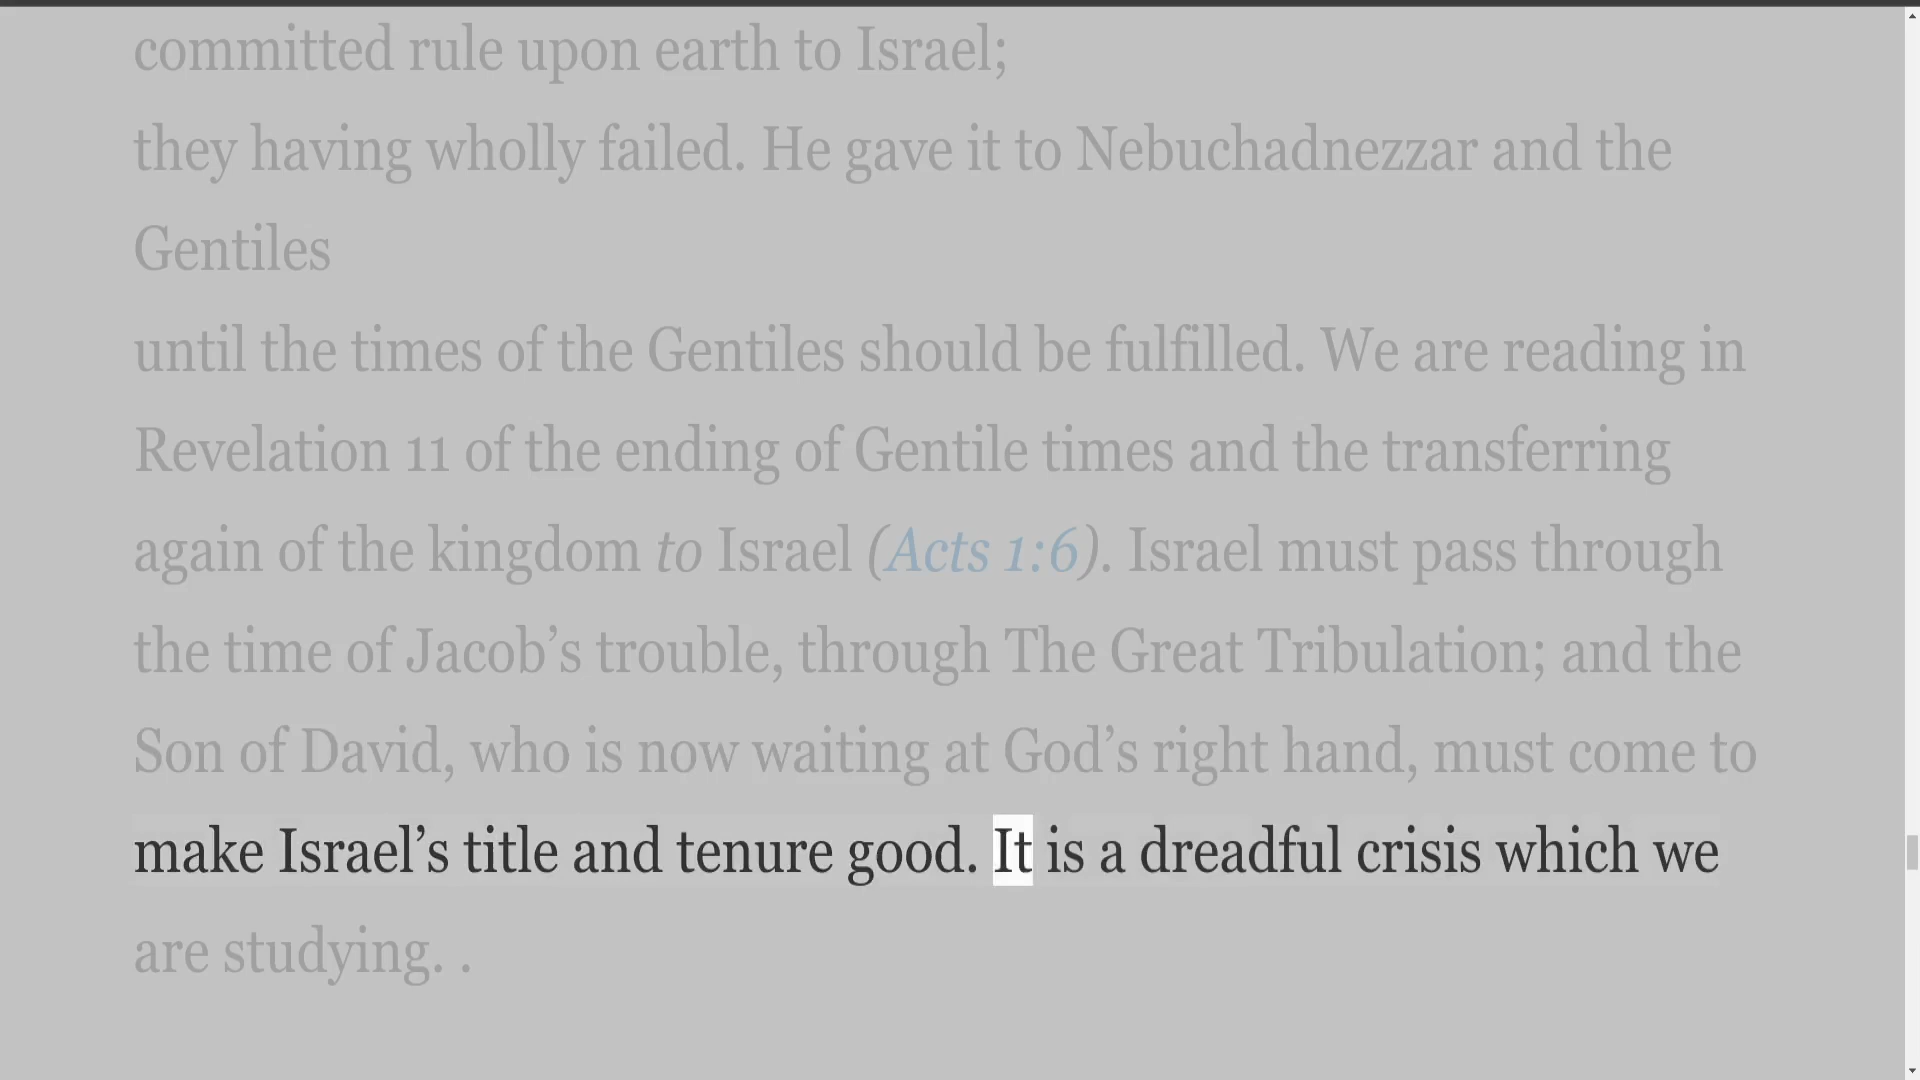 committed rule upon earth to Israel;
they having wholly failed. He gave it to Nebuchadnezzar and the
Gentiles
until the times of the Gentiles should be fulfilled. We are reading in
Revelation 11 of the ending of Gentile times and the transferring
again of the kingdom to Israel (Acts 1:6). Israel must pass through
the time of Jacob’s trouble, through The Great Tribulation; and the
Son of David, who is now waiting at God’s right hand, must come to
make Israel’s title and tenure good. It is a dreadful crisis which we
are studying. .